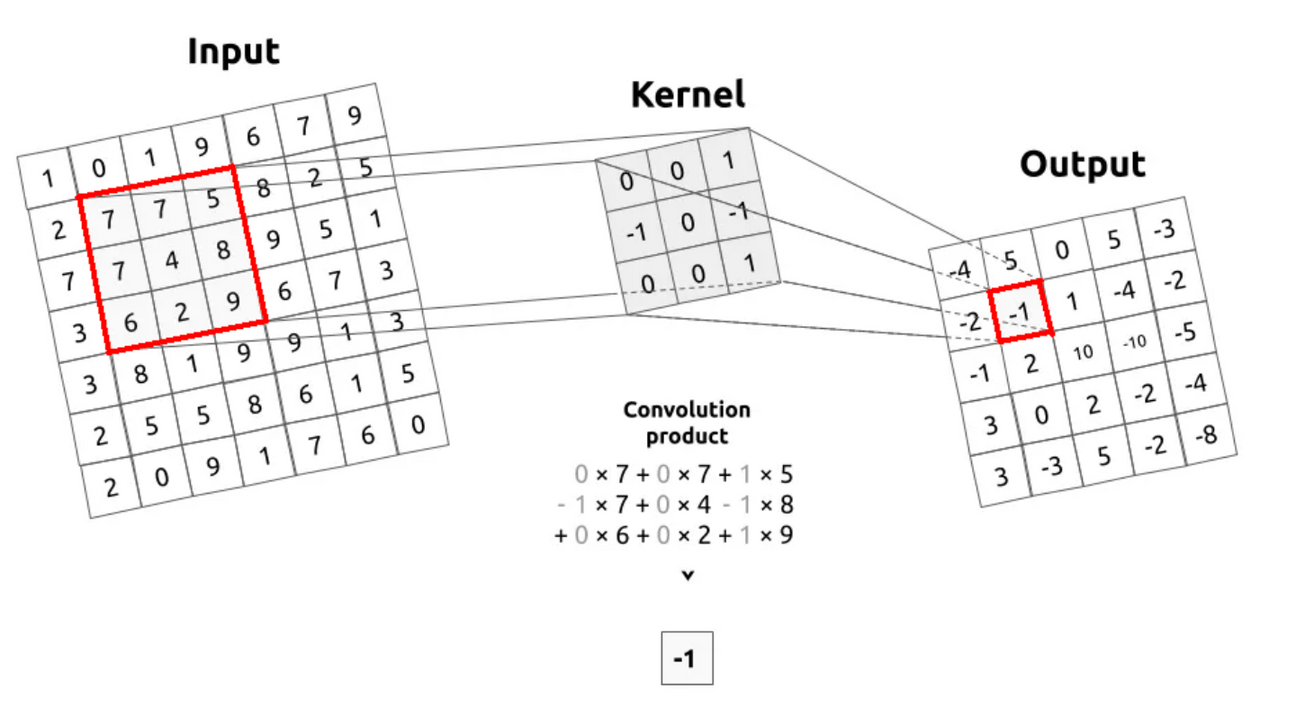 Input
1 0 1 9 6 7 9
2 7 7 5 8 2 5
7 7 4 8 9 5 1
3 6 2 9 6 7 3
3 8 1 9 9 1 3
2 5 5 8 6 1 5
2 0 9 1 7 6 0
Kernel
0 0 1
-1 0 -1
0 0 1
Output
-4 5 0 5 -3
-2 -1 1 -4 -2
-1 2 10 -10 -5
3 0 2 -2 -4
3 -3 5 -2 -8
Convolution
product
0 × 7 + 0 × 7 + 1 × 5
- 1 × 7 + 0 × 4 - 1 × 8
+ 0 × 6 + 0 × 2 + 1 × 9
-1